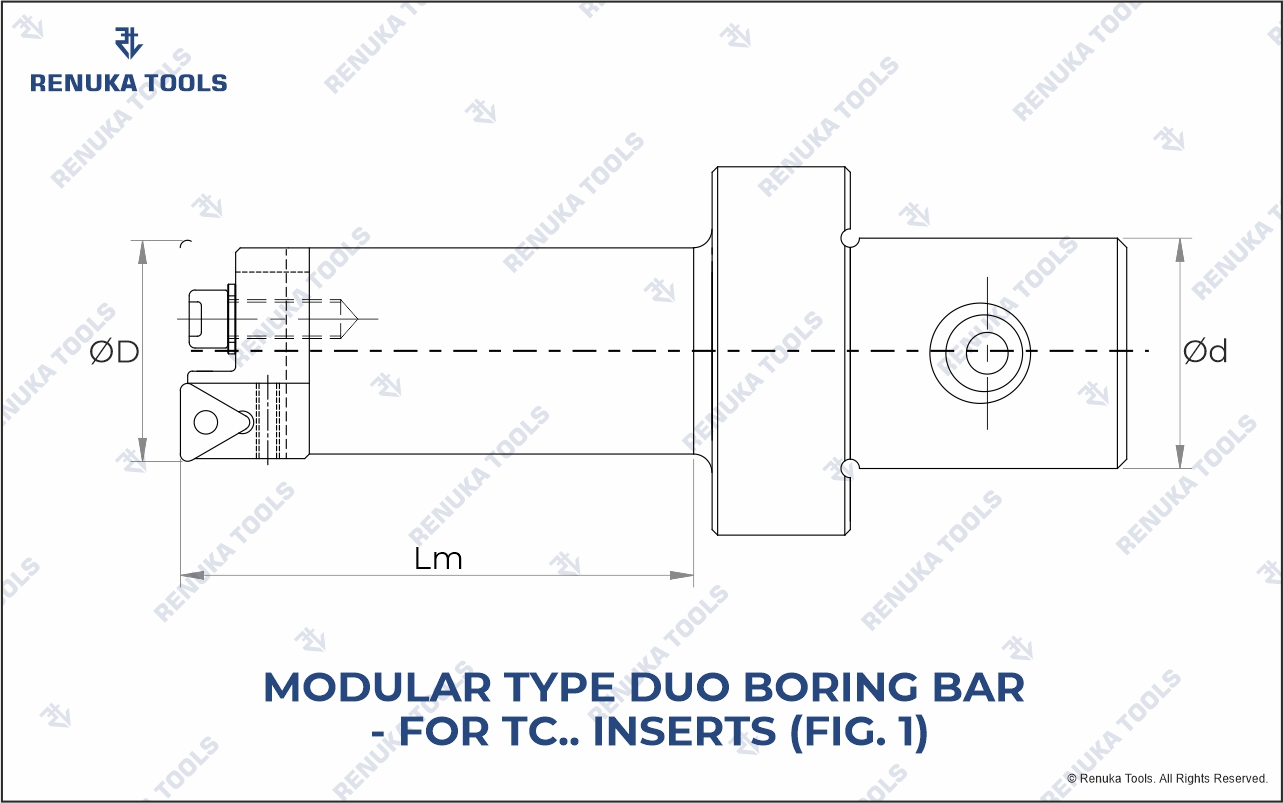 RENUKA TOOLS
ØD
Ød
Lm
MODULAR TYPE DUO BORING BAR
- FOR TC.. INSERTS (FIG. 1)
© Renuka Tools. All Rights Reserved.